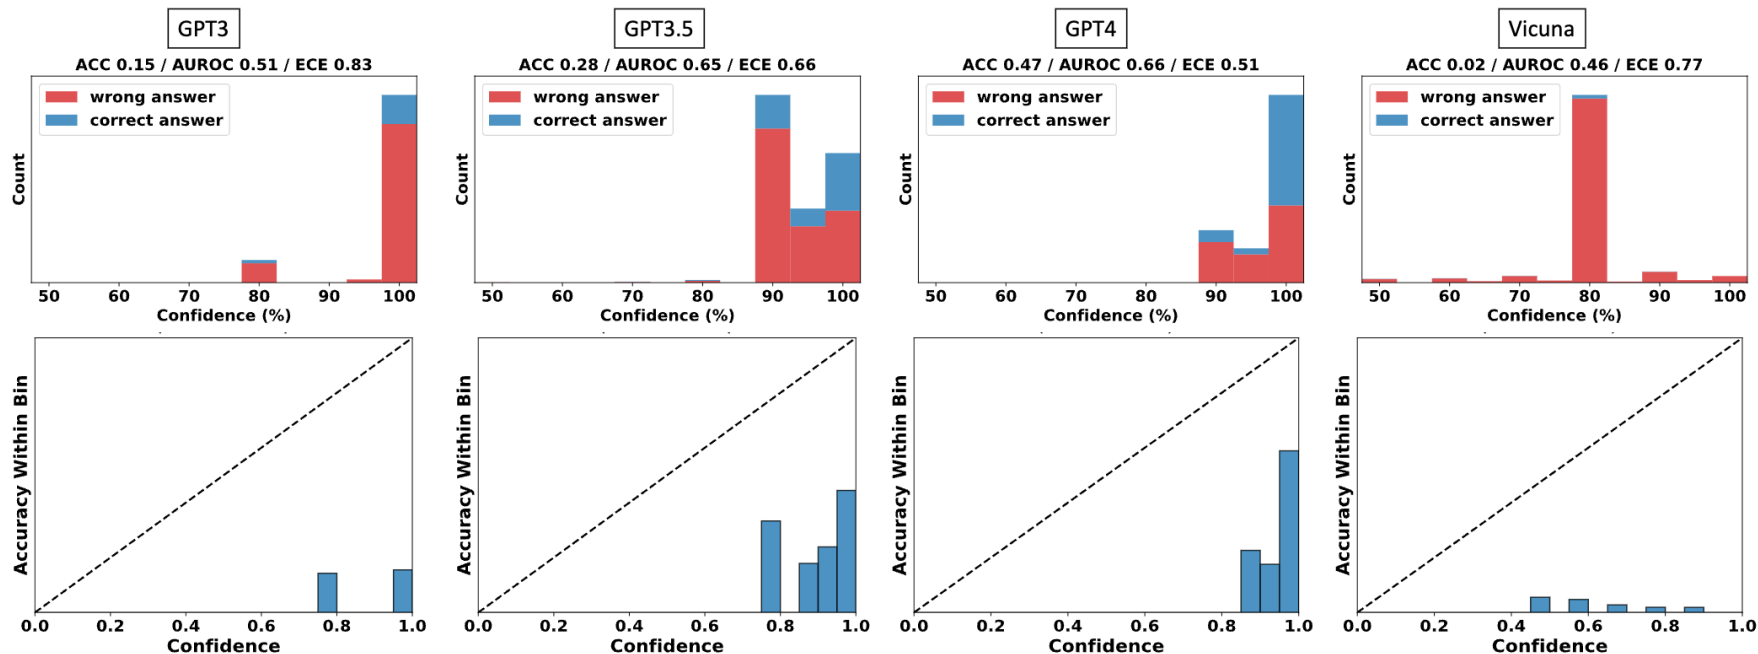 GPT3
GPT3.5
GPT4
Vicuna
ACC 0.15 / AUROC 0.51 / ECE 0.83
ACC 0.28 / AUROC 0.65 / ECE 0.66
ACC 0.47 / AUROC 0.66 / ECE 0.51
ACC 0.02 / AUROC 0.46 / ECE 0.77
wrong answer
correct answer
Count
50 60 70 80 90 100
Confidence (%)
wrong answer
correct answer
Count
50 60 70 80 90 100
Confidence (%)
wrong answer
correct answer
Count
50 60 70 80 90 100
Confidence (%)
wrong answer
correct answer
Count
50 60 70 80 90 100
Confidence (%)
Accuracy Within Bin
0.0 0.2 0.4 0.6 0.8 1.0
Confidence
Accuracy Within Bin
0.0 0.2 0.4 0.6 0.8 1.0
Confidence
Accuracy Within Bin
0.0 0.2 0.4 0.6 0.8 1.0
Confidence
Accuracy Within Bin
0.0 0.2 0.4 0.6 0.8 1.0
Confidence